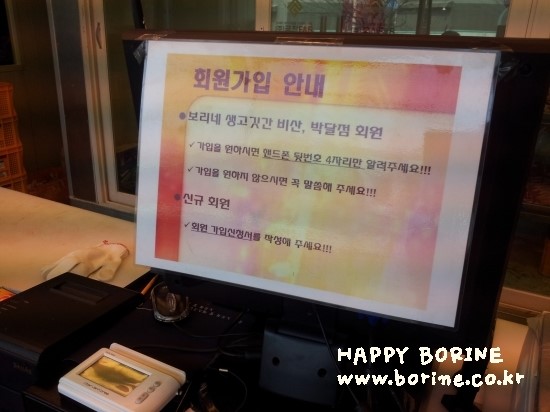 회원가입 안내
보리네 생고깃간 비산, 박달점 회원
가입을 원하시면 핸드폰 뒷번호 4자리만 알려주세요!!!
가입을 원하지 않으시면 꼭 말씀해 주세요!!!
신규 회원
회원 가입신청서를 작성해 주세요!!!
HAPPY BORINE
www.borine.co.kr